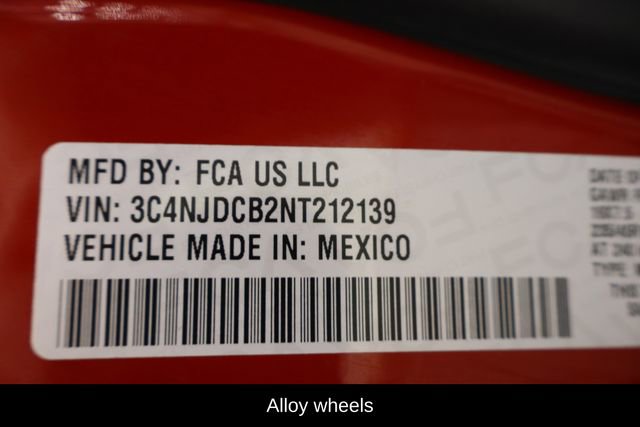 MFD BY: FCA US LLC
VIN: 3C4NJDCB2NT212139
VEHICLE MADE IN: MEXICO
Alloy wheels